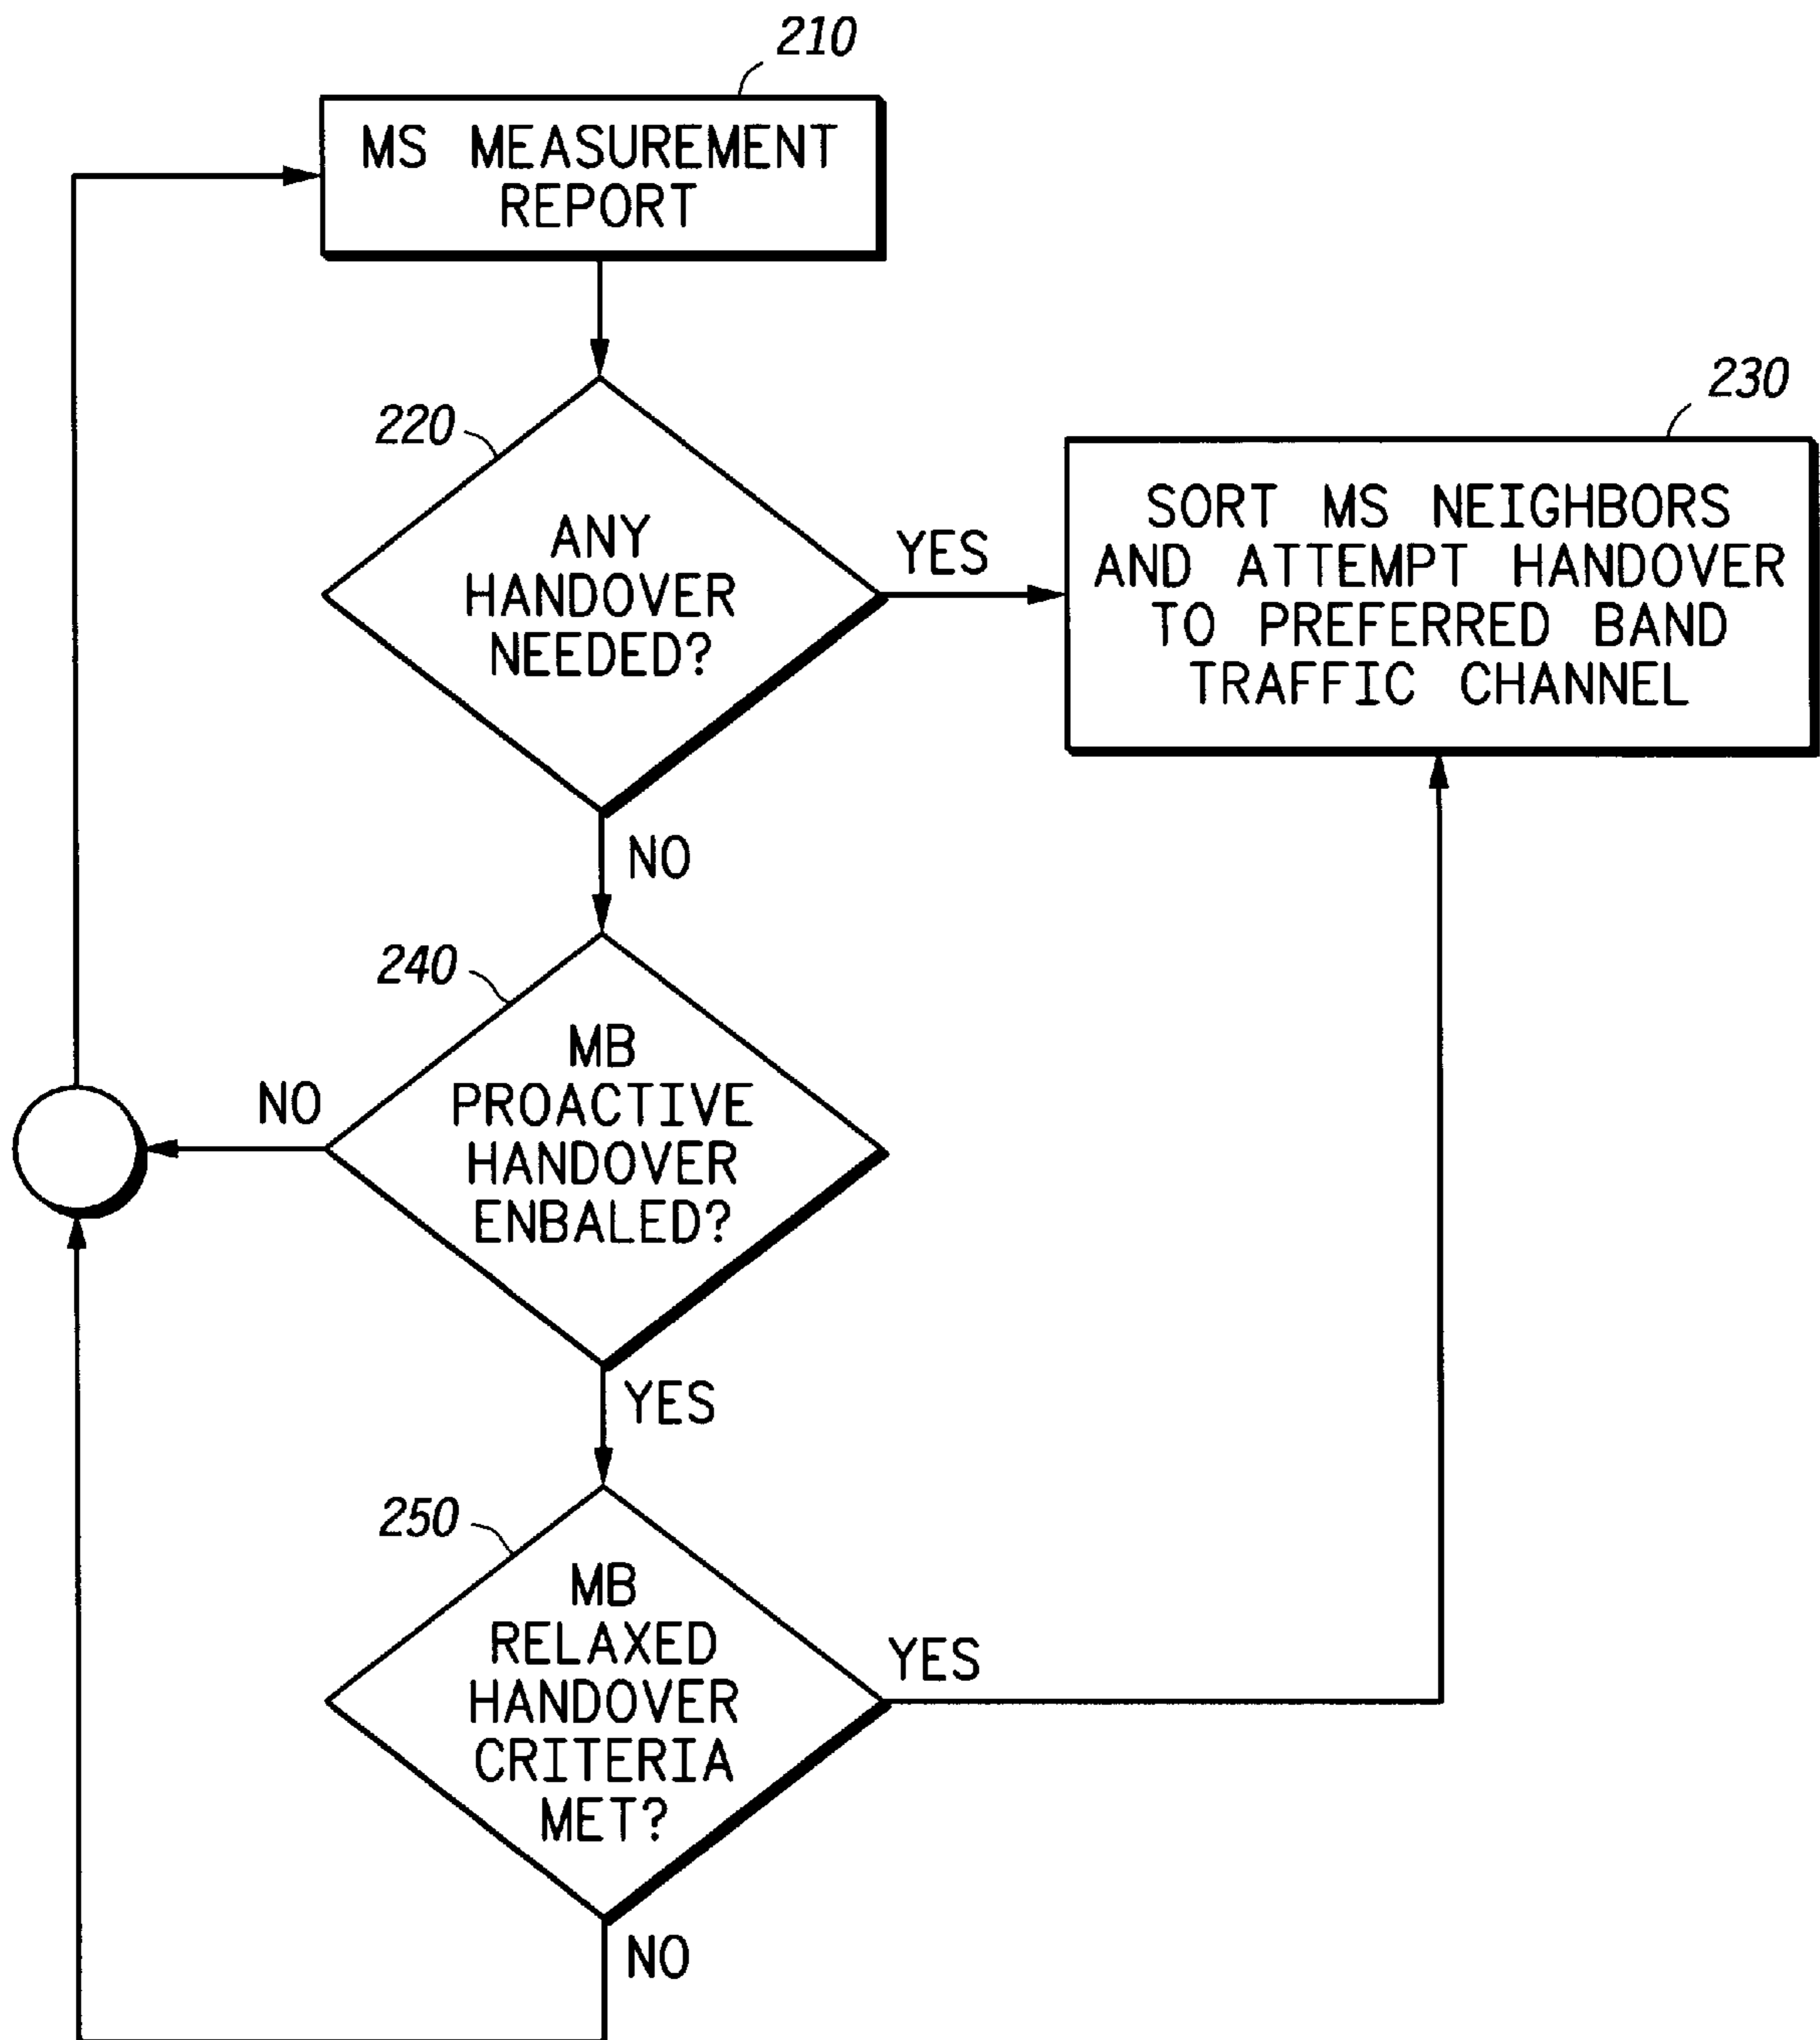 210
MS MEASUREMENT
REPORT
220
ANY
HANDOVER
NEEDED?
YES
230
SORT MS NEIGHBORS
AND ATTEMPT HANDOVER
TO PREFERRED BAND
TRAFFIC CHANNEL
NO
240
MB
PROACTIVE
HANDOVER
ENBALED?
NO
YES
250
MB
RELAXED
HANDOVER
CRITERIA
MET?
YES
NO